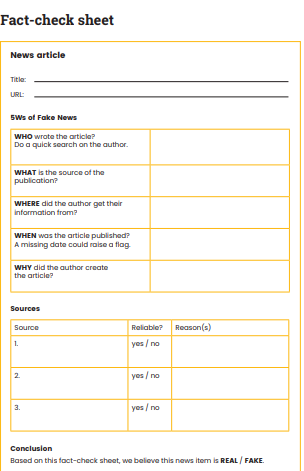 Fact-check sheet
News article
Title:
URL:
5Ws of Fake News
WHO wrote the article?
Do a quick search on the author.
WHAT is the source of the
publication?
WHERE did the author get their
information from?
WHEN was the article published?
A missing date could raise a flag.
WHY did the author create
the article?
Sources
Source Reliable? Reason(s)
1. yes / no
2. yes / no
3. yes / no
Conclusion
Based on this fact-check sheet, we believe this news item is REAL / FAKE.